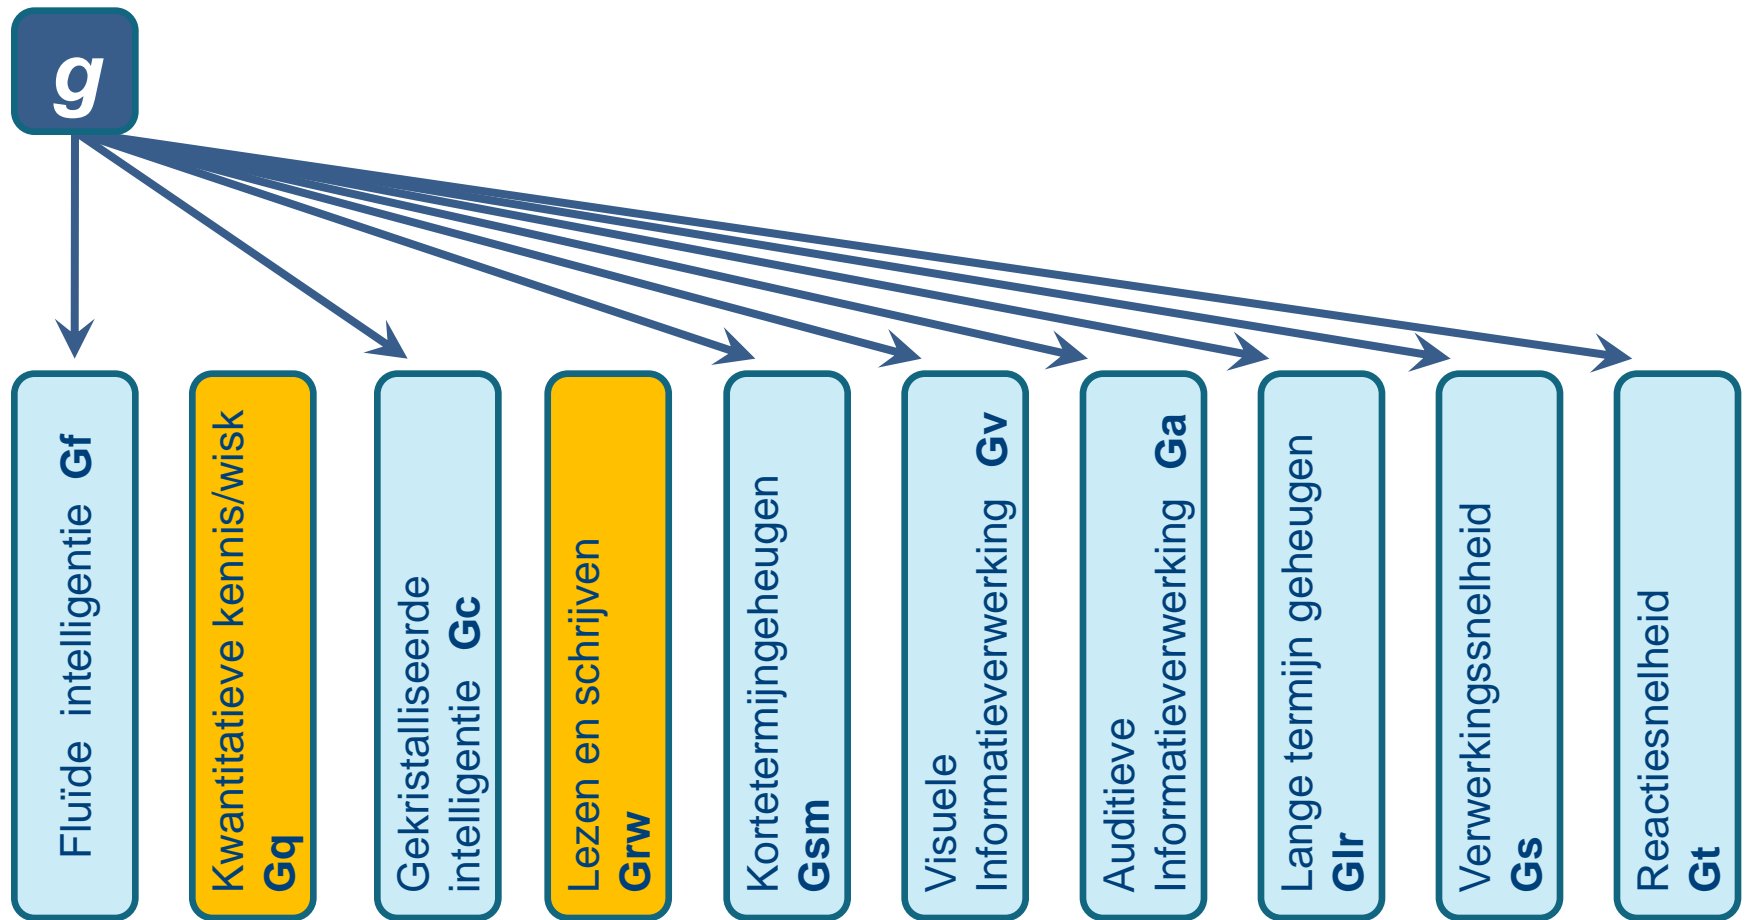 g
Fluïde intelligentie Gf
Kwantitatieve kennis/wisk
Gq
Gekristalliseerde
intelligentie Gc
Lezen en schrijven
Grw
Kortetermijngeheugen
Gsm
Visuele
Informatieverwerking Gv
Auditieve
Informatieverwerking Ga
Lange termijn geheugen
Glr
Verwerkingssnelheid
Gs
Reactiesnelheid
Gt